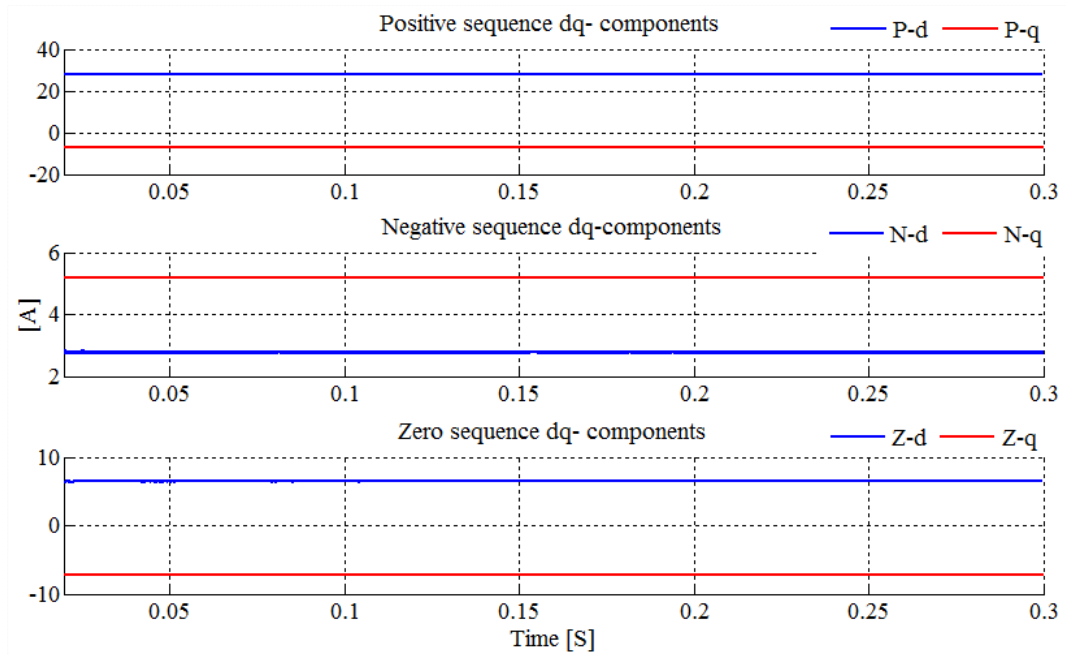 Positive sequence dq- components
P-d P-q
40
20
0
-20
0.05 0.1 0.15 0.2 0.25 0.3
Negative sequence dq-components
N-d N-q
6
4
2
[A]
0.05 0.1 0.15 0.2 0.25 0.3
Zero sequence dq- components
Z-d Z-q
10
0
-10
0.05 0.1 0.15 0.2 0.25 0.3
Time [S]